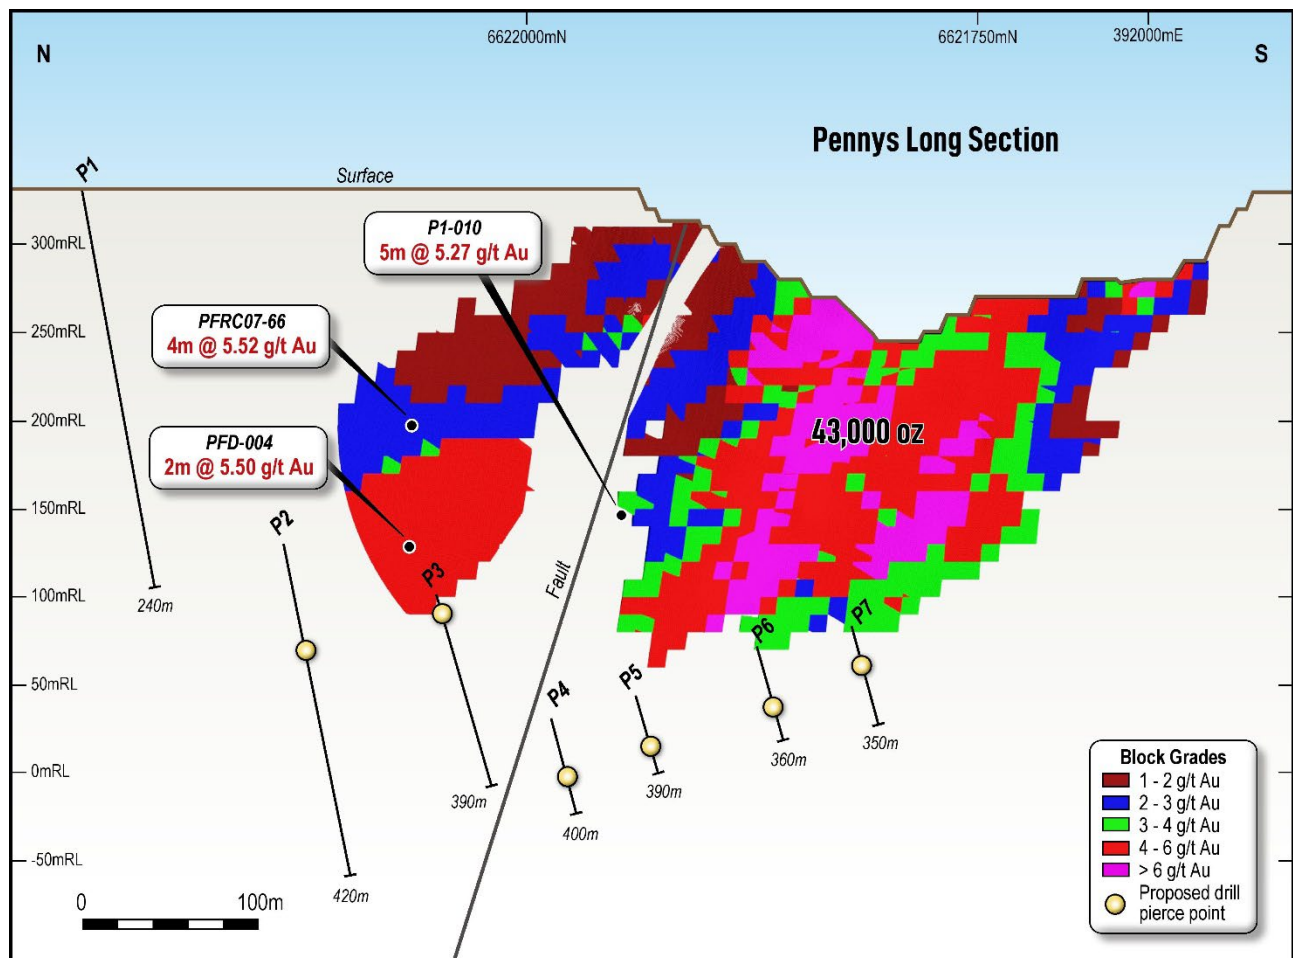 6622000mN
6621750mN
392000mE
N
S
Pennys Long Section
P1
Surface
P1-010
5m @ 5.27 g/t Au
300mRL
PFRC07-66
4m @ 5.52 g/t Au
250mRL
200mRL
43,000 oz
PFD-004
2m @ 5.50 g/t Au
150mRL
P2
P3
Fault
100mRL
240m
P6
P7
50mRL
P4
P5
0mRL
390m
400m
390m
360m
350m
-50mRL
420m
0
100m
Block Grades
1 - 2 g/t Au
2 - 3 g/t Au
3 - 4 g/t Au
4 - 6 g/t Au
> 6 g/t Au
Proposed drill
pierce point